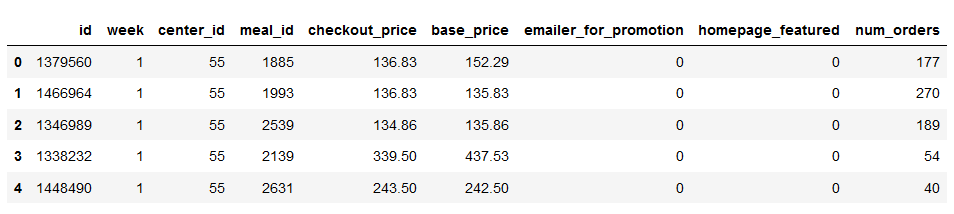 id week center_id meal_id checkout_price base_price emailer_for_promotion homepage_featured num_orders
0 1379560 1 55 1885 136.83 152.29 0 0 177
1 1466964 1 55 1993 136.83 135.83 0 0 270
2 1346989 1 55 2539 134.86 135.86 0 0 189
3 1338232 1 55 2139 339.50 437.53 0 0 54
4 1448490 1 55 2631 243.50 242.50 0 0 40